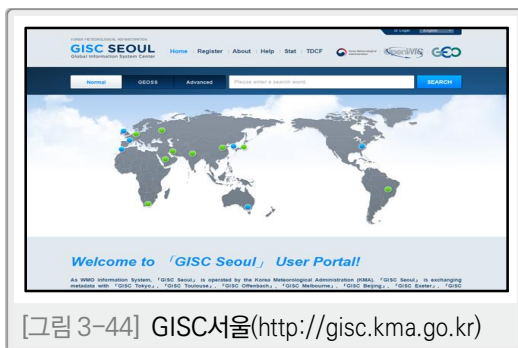 KOREA METEOROLOGICAL ADMINISTRATION
GISC SEOUL
Global Information System Center
Home Register About Help Stat TDCF
Login English
OpenWIS GEO
Normal GEOSS Advanced Please enter a search word. SEARCH
Welcome to 「GISC Seoul」 User Portal!
As WMO Information System, 「GISC Seoul」 is operated by the Korea Meteorological Administration (KMA). 「GISC Seoul」 is exchanging
metadata with 「GISC Tokyo」, 「GISC Toulouse」, 「GISC Offenbach」, 「GISC Melbourne」, 「GISC Beijing」, 「GISC Exeter」, 「GISC
[그림 3-44] GISC서울(http://gisc.kma.go.kr)